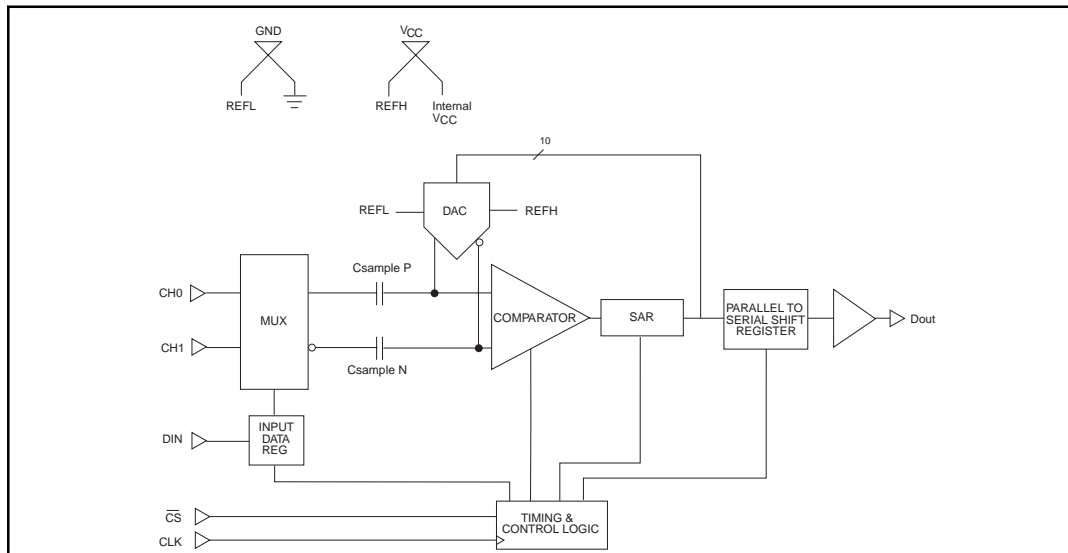 GND
VCC
REFL
REFH
Internal
VCC
10
REFL
DAC
REFH
Csample P
CH0
MUX
COMPARATOR
SAR
PARALLEL TO
SERIAL SHIFT
REGISTER
Dout
CH1
Csample N
DIN
INPUT
DATA
REG
CS
TIMING &
CONTROL LOGIC
CLK